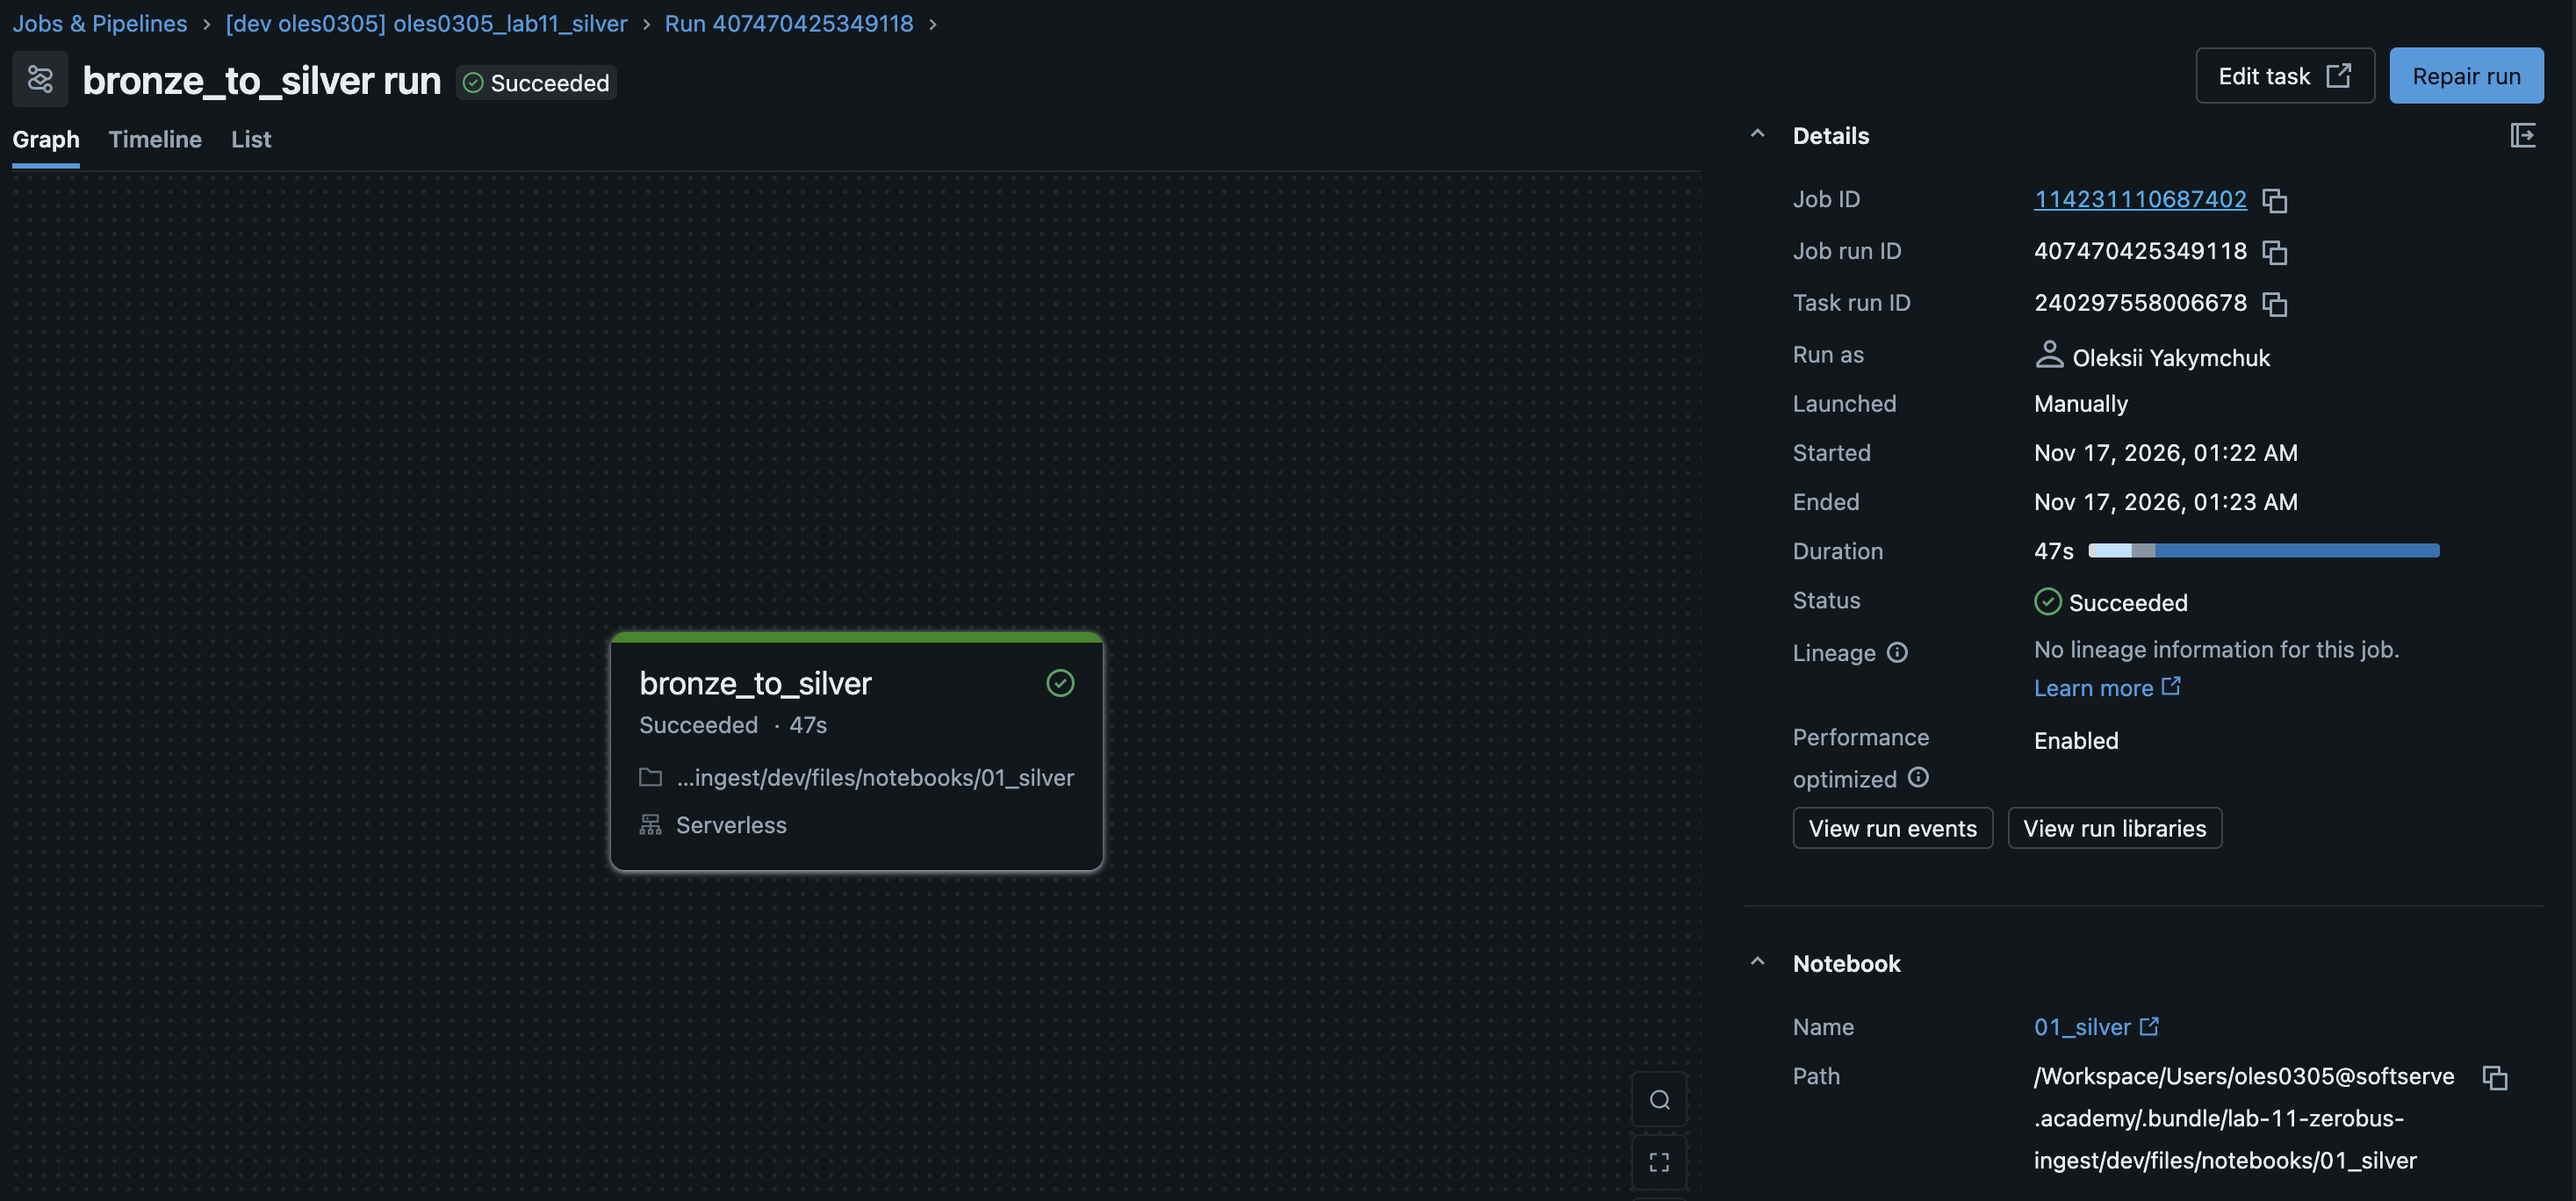 Jobs & Pipelines > [dev oles0305] oles0305_lab11_silver > Run 407470425349118 >
bronze_to_silver run Succeeded
Edit task Repair run
Graph Timeline List
bronze_to_silver
Succeeded · 47s
...ingest/dev/files/notebooks/01_silver
Serverless
Details
Job ID 114231110687402
Job run ID 407470425349118
Task run ID 240297558006678
Run as Oleksii Yakymchuk
Launched Manually
Started Nov 17, 2026, 01:22 AM
Ended Nov 17, 2026, 01:23 AM
Duration 47s
Status Succeeded
Lineage No lineage information for this job.
Learn more
Performance Enabled
optimized
View run events View run libraries
Notebook
Name 01_silver
Path /Workspace/Users/oles0305@softserve
.academy/.bundle/lab-11-zerobus-
ingest/dev/files/notebooks/01_silver